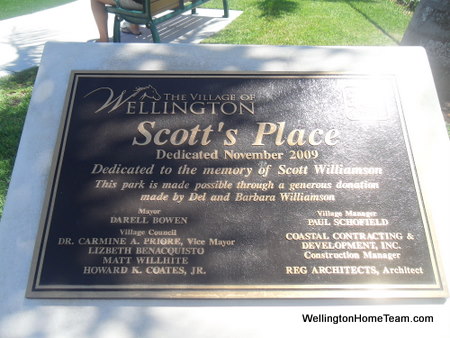 THE VILLAGE OF
WELLINGTON
Scott's Place
Dedicated November 2009
Dedicated to the memory of Scott Williamson
This park is made possible through a generous donation
made by Del and Barbara Williamson
Mayor
DARELL BOWEN
Village Council
DR. CARMINE A. PRIORE, Vice Mayor
LIZBETH BENACQUISTO
MATT WILLHITE
HOWARD K. COATES, JR.
Village Manager
PAUL SCHOFIELD
COASTAL CONTRACTING &
DEVELOPMENT, INC.
Construction Manager
REG ARCHITECTS, Architect
WellingtonHomeTeam.com